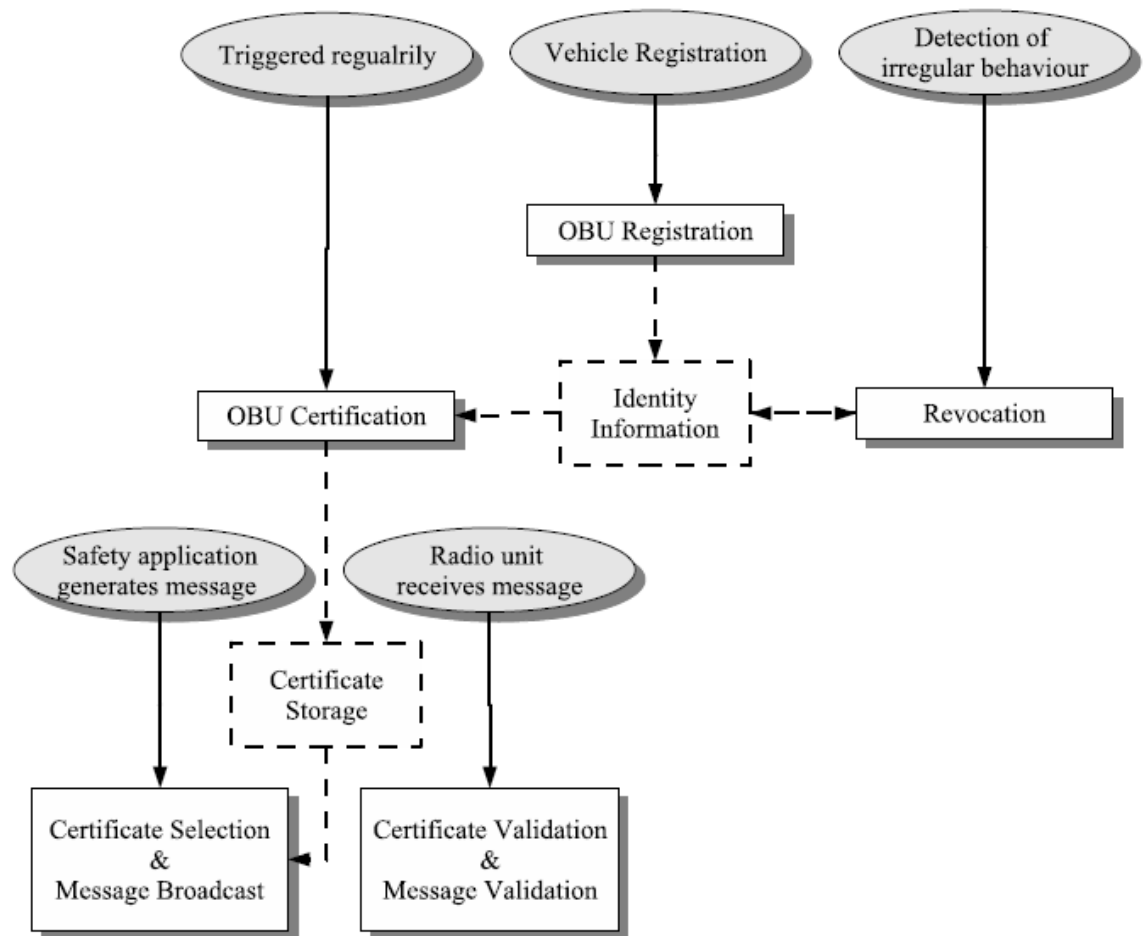 Triggered regualrily
Vehicle Registration
Detection of
irregular behaviour
OBU Registration
OBU Certification
Identity
Information
Revocation
Safety application
generates message
Radio unit
receives message
Certificate
Storage
Certificate Selection
&
Message Broadcast
Certificate Validation
&
Message Validation